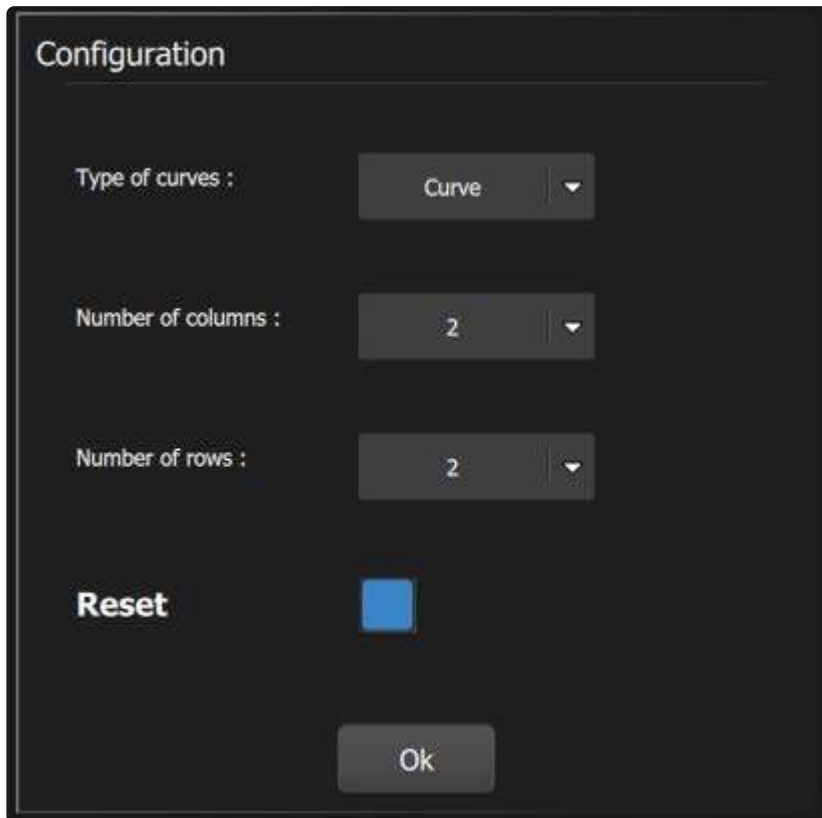 Configuration
Type of curves : Curve
Number of columns : 2
Number of rows : 2
Reset
Ok